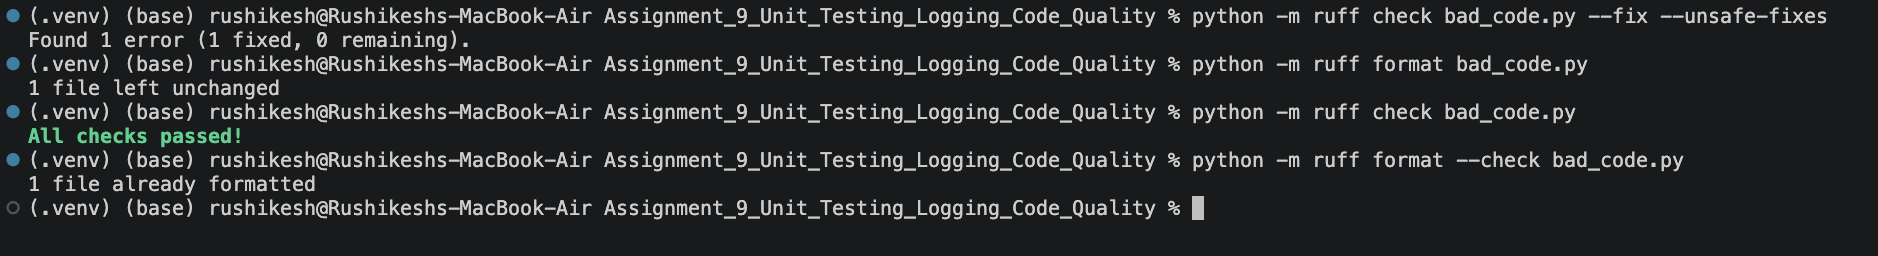 (.venv) (base) rushikesh@Rushikeshs-MacBook-Air Assignment_9_Unit_Testing_Logging_Code_Quality % python -m ruff check bad_code.py --fix --unsafe-fixes
Found 1 error (1 fixed, 0 remaining).
(.venv) (base) rushikesh@Rushikeshs-MacBook-Air Assignment_9_Unit_Testing_Logging_Code_Quality % python -m ruff format bad_code.py
1 file left unchanged
(.venv) (base) rushikesh@Rushikeshs-MacBook-Air Assignment_9_Unit_Testing_Logging_Code_Quality % python -m ruff check bad_code.py
All checks passed!
(.venv) (base) rushikesh@Rushikeshs-MacBook-Air Assignment_9_Unit_Testing_Logging_Code_Quality % python -m ruff format --check bad_code.py
1 file already formatted
(.venv) (base) rushikesh@Rushikeshs-MacBook-Air Assignment_9_Unit_Testing_Logging_Code_Quality %